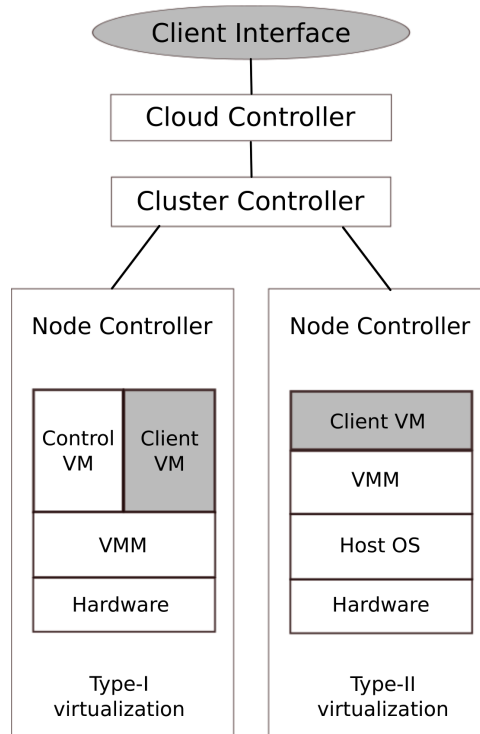 Client Interface
Cloud Controller
Cluster Controller
Node Controller
Control
VM
Client
VM
VMM
Hardware
Type-I
virtualization
Node Controller
Client VM
VMM
Host OS
Hardware
Type-II
virtualization